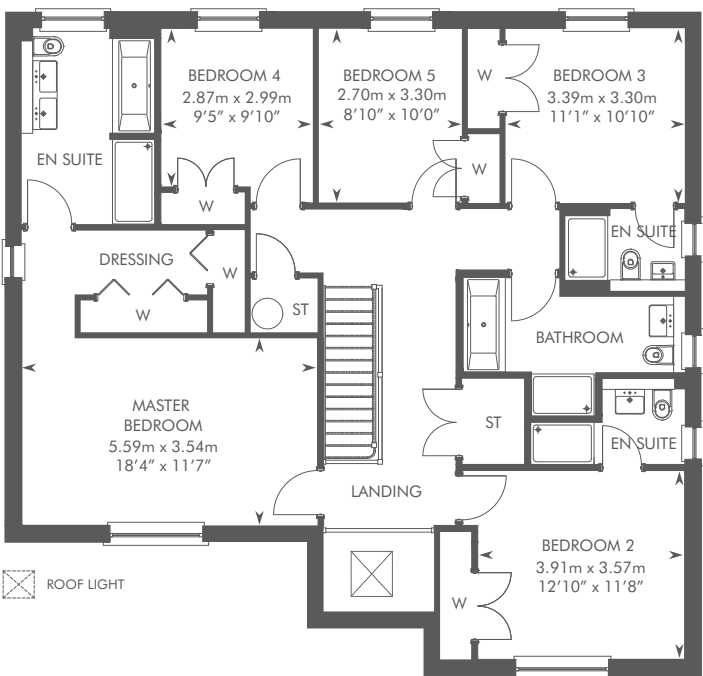 BEDROOM 4
2.87m x 2.99m
9'5" x 9'10"
BEDROOM 5
2.70m x 3.30m
8'10" x 10'0"
W
BEDROOM 3
3.39m x 3.30m
11'1" x 10'10"
EN SUITE
W
W
EN SUITE
DRESSING
W
W
ST
BATHROOM
MASTER
BEDROOM
5.59m x 3.54m
18'4" x 11'7"
ST
EN SUITE
LANDING
BEDROOM 2
3.91m x 3.57m
12'10" x 11'8"
W
ROOF LIGHT